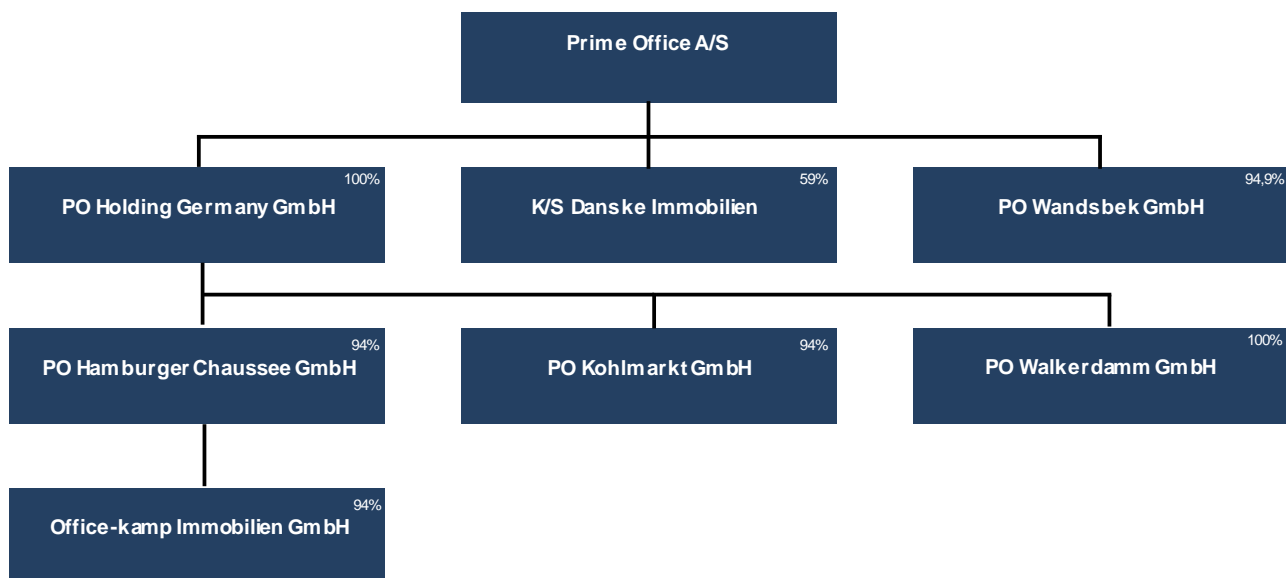 Prime Office A/S
100%
PO Holding Germany GmbH
59%
K/S Danske Immobilien
94,9%
PO Wandsbek GmbH
94%
PO Hamburger Chaussee GmbH
94%
PO Kohlmarkt GmbH
100%
PO Walkerdamm GmbH
94%
Office-kamp Immobilien GmbH